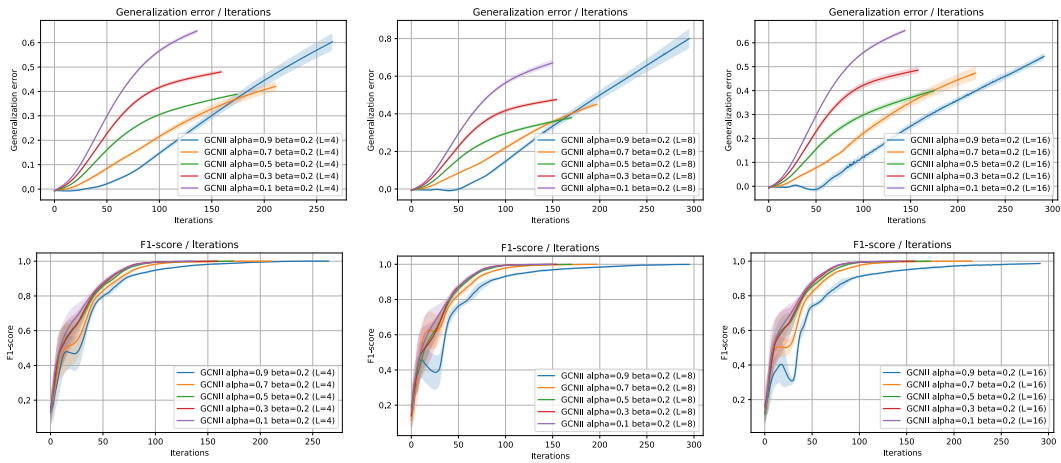 Generalization error / Iterations
Generalization error
0.6
0.5
0.4
0.3
0.2
0.1
0.0
0
50
100
150
200
250
Iterations
GCNII alpha=0.9 beta=0.2 (L=4)
GCNII alpha=0.7 beta=0.2 (L=4)
GCNII alpha=0.5 beta=0.2 (L=4)
GCNII alpha=0.3 beta=0.2 (L=4)
GCNII alpha=0.1 beta=0.2 (L=4)
Generalization error / Iterations
Generalization error
0.8
0.6
0.4
0.2
0.0
0
50
100
150
200
250
300
Iterations
GCNII alpha=0.9 beta=0.2 (L=8)
GCNII alpha=0.7 beta=0.2 (L=8)
GCNII alpha=0.5 beta=0.2 (L=8)
GCNII alpha=0.3 beta=0.2 (L=8)
GCNII alpha=0.1 beta=0.2 (L=8)
Generalization error / Iterations
Generalization error
0.6
0.5
0.4
0.3
0.2
0.1
0.0
0
50
100
150
200
250
300
Iterations
GCNII alpha=0.9 beta=0.2 (L=16)
GCNII alpha=0.7 beta=0.2 (L=16)
GCNII alpha=0.5 beta=0.2 (L=16)
GCNII alpha=0.3 beta=0.2 (L=16)
GCNII alpha=0.1 beta=0.2 (L=16)
F1-score / Iterations
F1-score
1.0
0.8
0.6
0.4
0.2
0
50
100
150
200
250
Iterations
GCNII alpha=0.9 beta=0.2 (L=4)
GCNII alpha=0.7 beta=0.2 (L=4)
GCNII alpha=0.5 beta=0.2 (L=4)
GCNII alpha=0.3 beta=0.2 (L=4)
GCNII alpha=0.1 beta=0.2 (L=4)
F1-score / Iterations
F1-score
1.0
0.8
0.6
0.4
0.2
0.0
0
50
100
150
200
250
300
Iterations
GCNII alpha=0.9 beta=0.2 (L=8)
GCNII alpha=0.7 beta=0.2 (L=8)
GCNII alpha=0.5 beta=0.2 (L=8)
GCNII alpha=0.3 beta=0.2 (L=8)
GCNII alpha=0.1 beta=0.2 (L=8)
F1-score / Iterations
F1-score
1.0
0.8
0.6
0.4
0.2
0
50
100
150
200
250
300
Iterations
GCNII alpha=0.9 beta=0.2 (L=16)
GCNII alpha=0.7 beta=0.2 (L=16)
GCNII alpha=0.5 beta=0.2 (L=16)
GCNII alpha=0.3 beta=0.2 (L=16)
GCNII alpha=0.1 beta=0.2 (L=16)